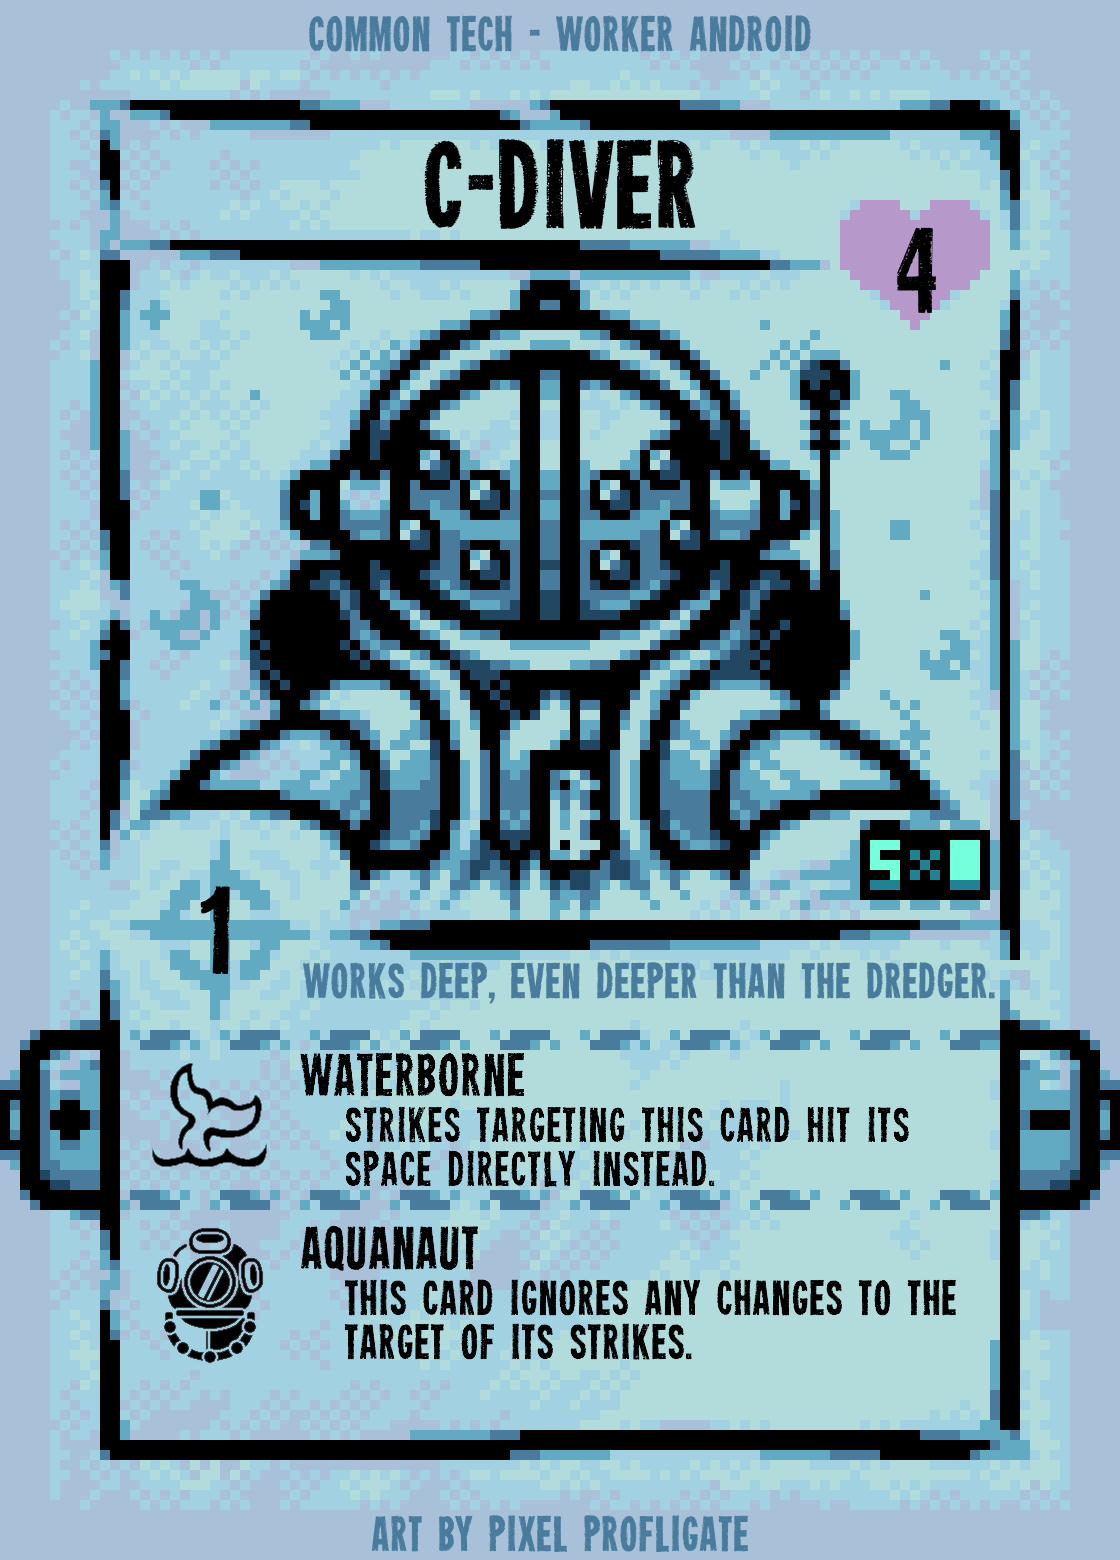 COMMON TECH - WORKER ANDROID
C-DIVER
4
5
1
WORKS DEEP, EVEN DEEPER THAN THE DREDGER.
WATERBORNE
STRIKES TARGETING THIS CARD HIT ITS
SPACE DIRECTLY INSTEAD.
AQUANAUT
THIS CARD IGNORES ANY CHANGES TO THE
TARGET OF ITS STRIKES.
ART BY PIXEL PROFLIGATE